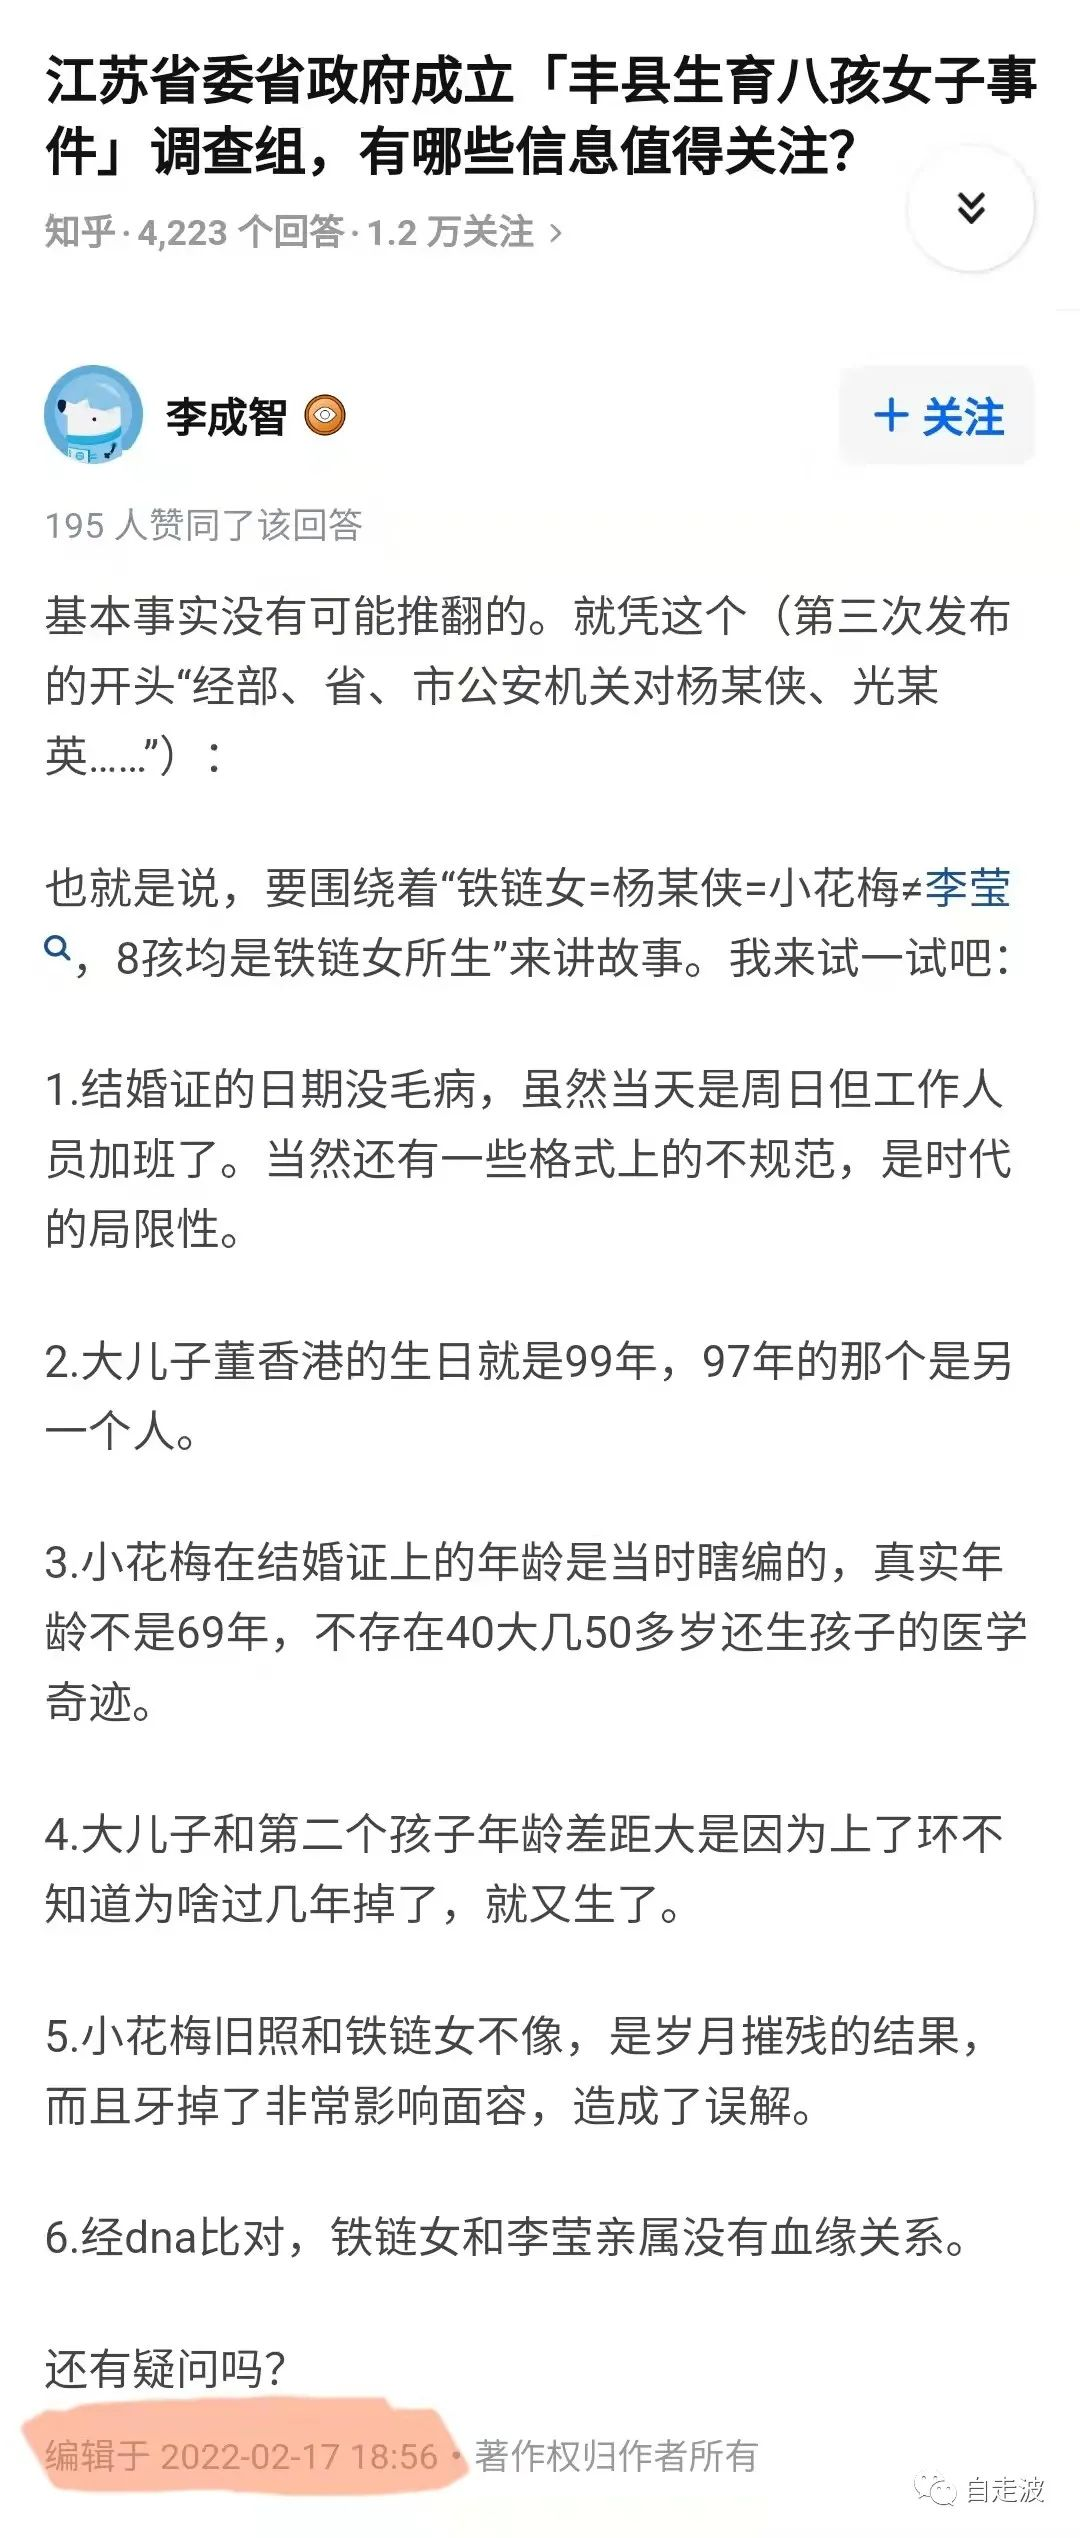 江苏省委省政府成立「丰县生育八孩女子事
件」调查组，有哪些信息值得关注？
知乎·4,223 个回答·1.2 万关注 >
李成智
+ 关注
195 人赞同了该回答
基本事实没有可能推翻的。就凭这个（第三次发布
的开头“经部、省、市公安机关对杨某侠、光某
英……”）：
也就是说，要围绕着“铁链女=杨某侠=小花梅≠李莹
，8孩均是铁链女所生”来讲故事。我来试一试吧：
1.结婚证的日期没毛病，虽然当天是周日但工作人
员加班了。当然还有一些格式上的不规范，是时代
的局限性。
2.大儿子董香港的生日就是99年，97年的那个是另
一个人。
3.小花梅在结婚证上的年龄是当时瞎编的，真实年
龄不是69年，不存在40大几50多岁还生孩子的医学
奇迹。
4.大儿子和第二个孩子年龄差距大是因为上了环不
知道为啥过几年掉了，就又生了。
5.小花梅旧照和铁链女不像，是岁月摧残的结果，
而且牙掉了非常影响面容，造成了误解。
6.经dna比对，铁链女和李莹亲属没有血缘关系。
还有疑问吗？
编辑于 2022-02-17 18:56·著作权归作者所有
自走波